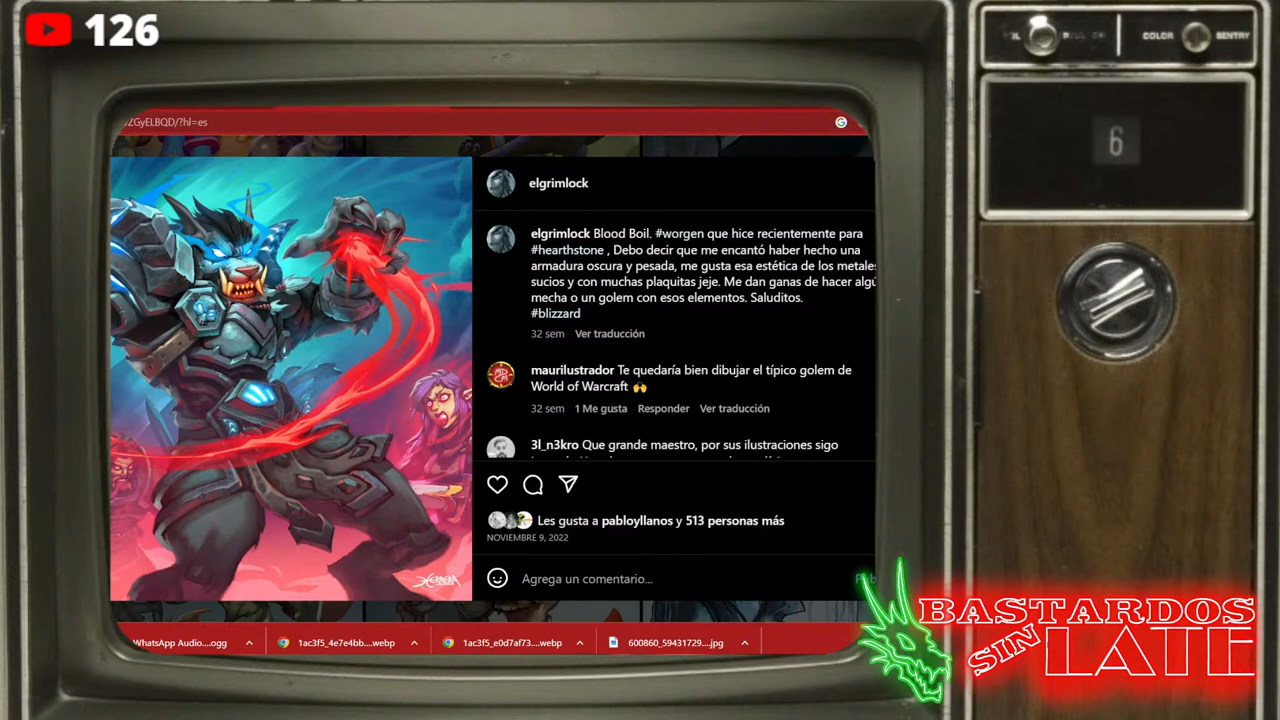 126
COLOR
6
ZGyELBQD/?hl=es
elgrimlock
elgrimlock Blood Boil. #worgen que hice recientemente para
#hearthstone , Debo decir que me encantó haber hecho una
armadura oscura y pesada, me gusta esa estética de los metales
sucios y con muchas plaquitas jeje. Me dan ganas de hacer algú
mecha o un golem con esos elementos. Saluditos.
#blizzard
32 sem Ver traducción
maurilustrador Te quedaría bien dibujar el típico golem de
World of Warcraft 🙌
32 sem 1 Me gusta Responder Ver traducción
3l_n3kro Que grande maestro, por sus ilustraciones sigo
Les gusta a pabloyllanos y 513 personas más
NOVIEMBRE 9, 2022
Agrega un comentario...
HERRERA
WhatsApp Audio....ogg
1ac3f5_4e7e4bb....webp
1ac3f5_e0d7af73....webp
600860_59431729....jpg
BASTARDOS
SIN LATE